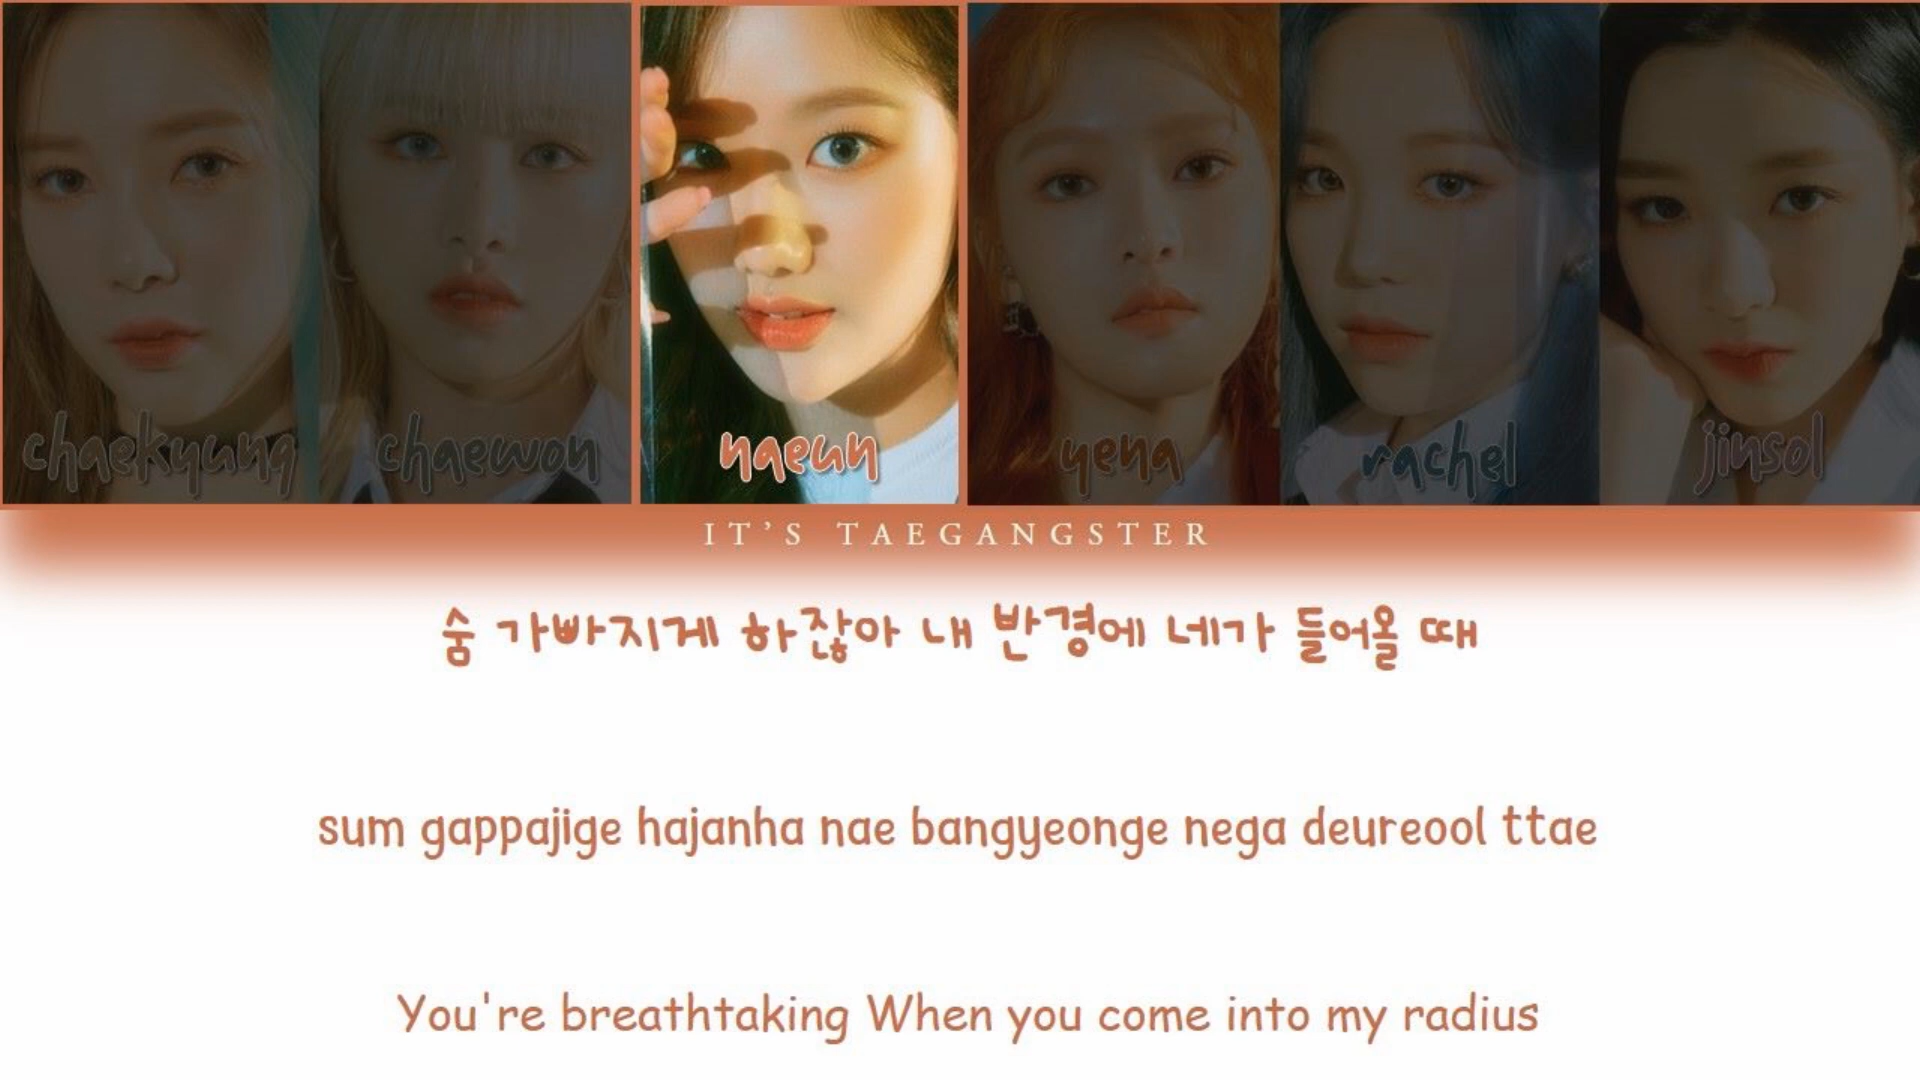 chaekyung chaewon naeun yena rachel jinsol
IT'S TAEGANGSTER
숨 가빠지게 하잖아 내 반경에 네가 들어올 때
sum gappajige hajanha nae bangyeonge nega deureool ttae
You're breathtaking When you come into my radius